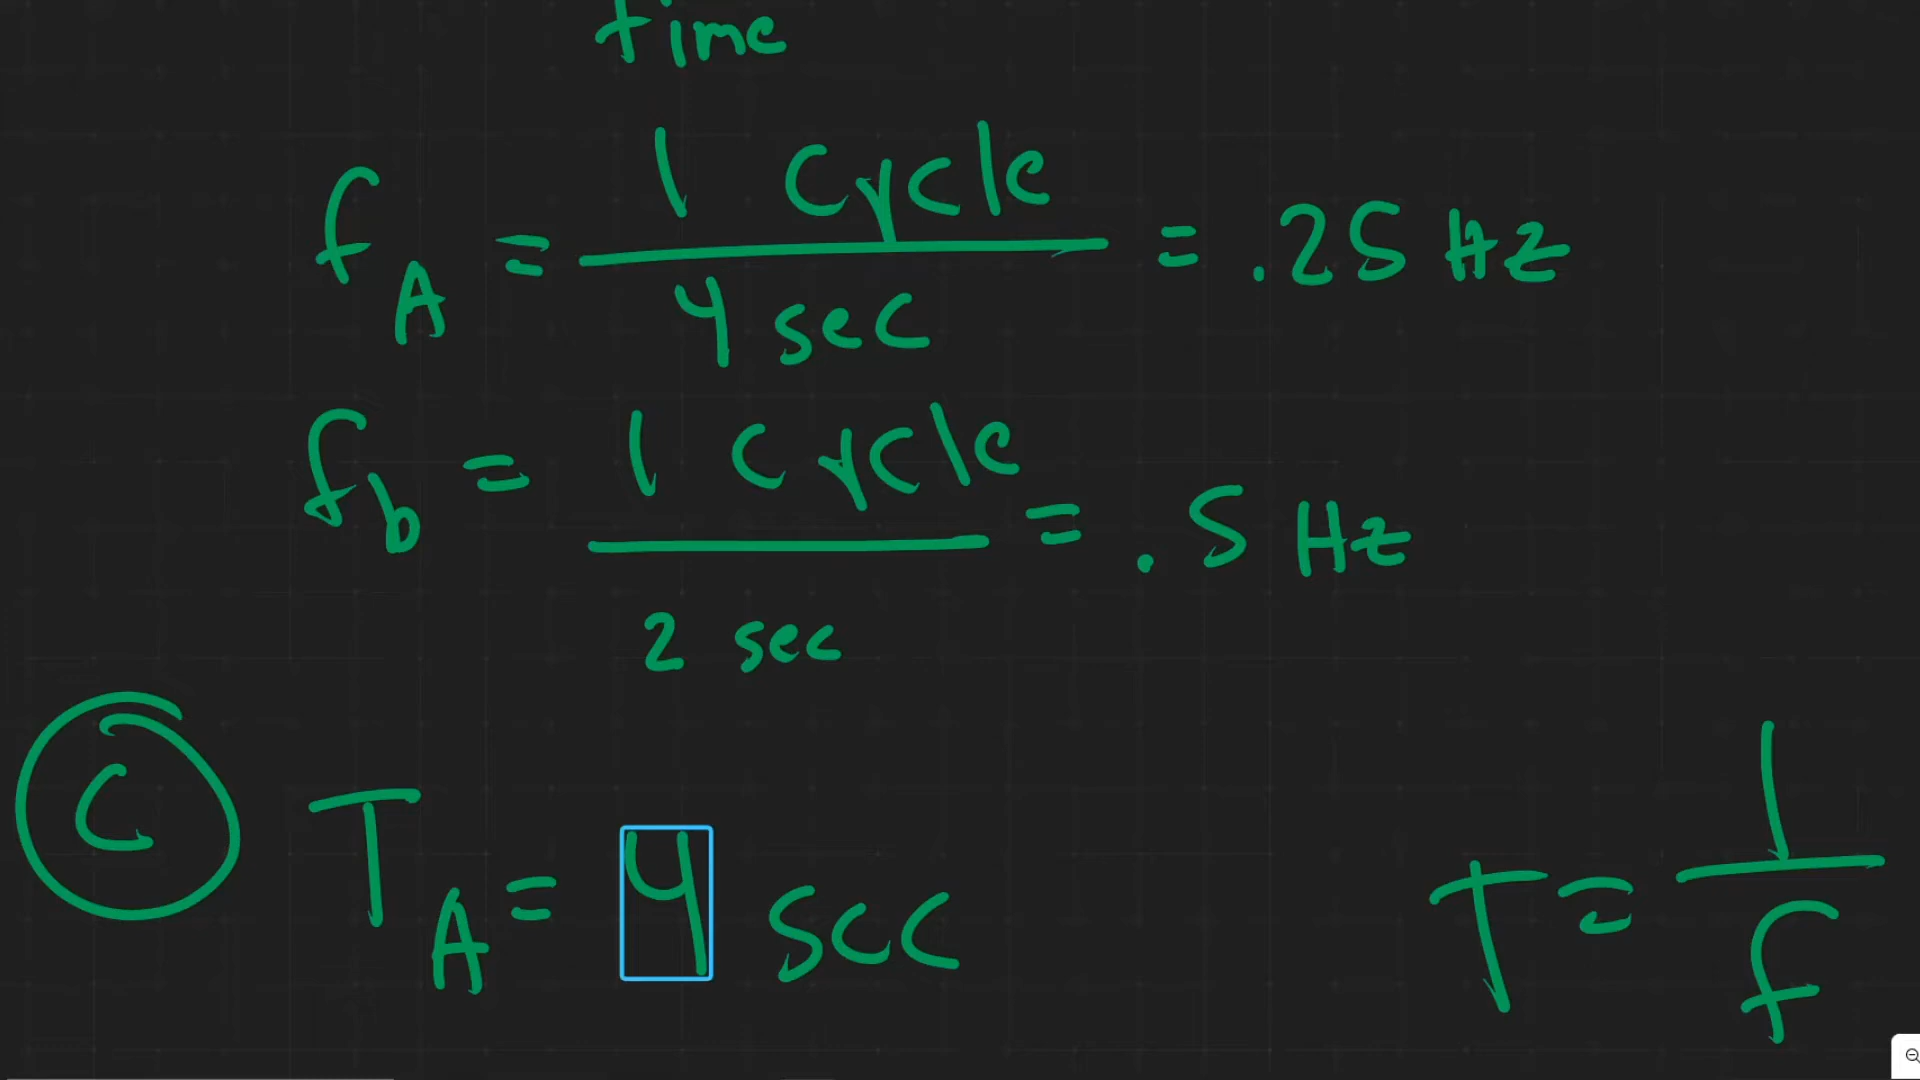 time
f_A = 1 Cycle / 4 sec = .25 Hz
f_b = 1 Cycle / 2 sec = .5 Hz
C T_A = 4 sec T = 1 / f